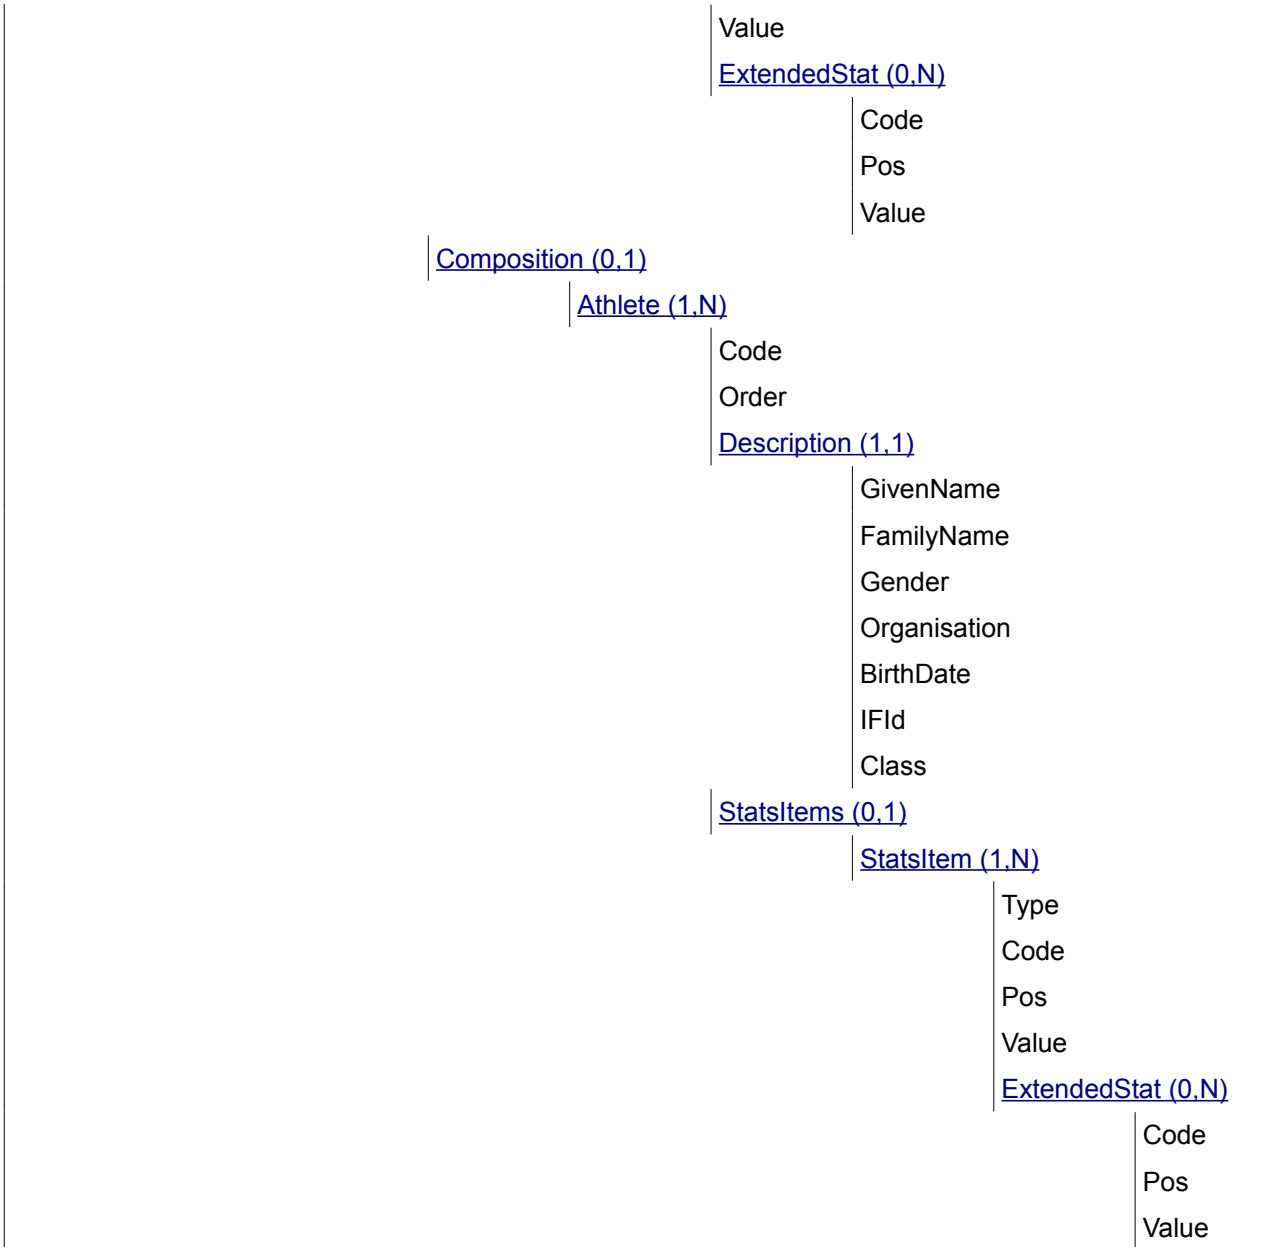 Value
ExtendedStat (0,N)
Code
Pos
Value
Composition (0,1)
Athlete (1,N)
Code
Order
Description (1,1)
GivenName
FamilyName
Gender
Organisation
BirthDate
IFId
Class
StatsItems (0,1)
StatsItem (1,N)
Type
Code
Pos
Value
ExtendedStat (0,N)
Code
Pos
Value